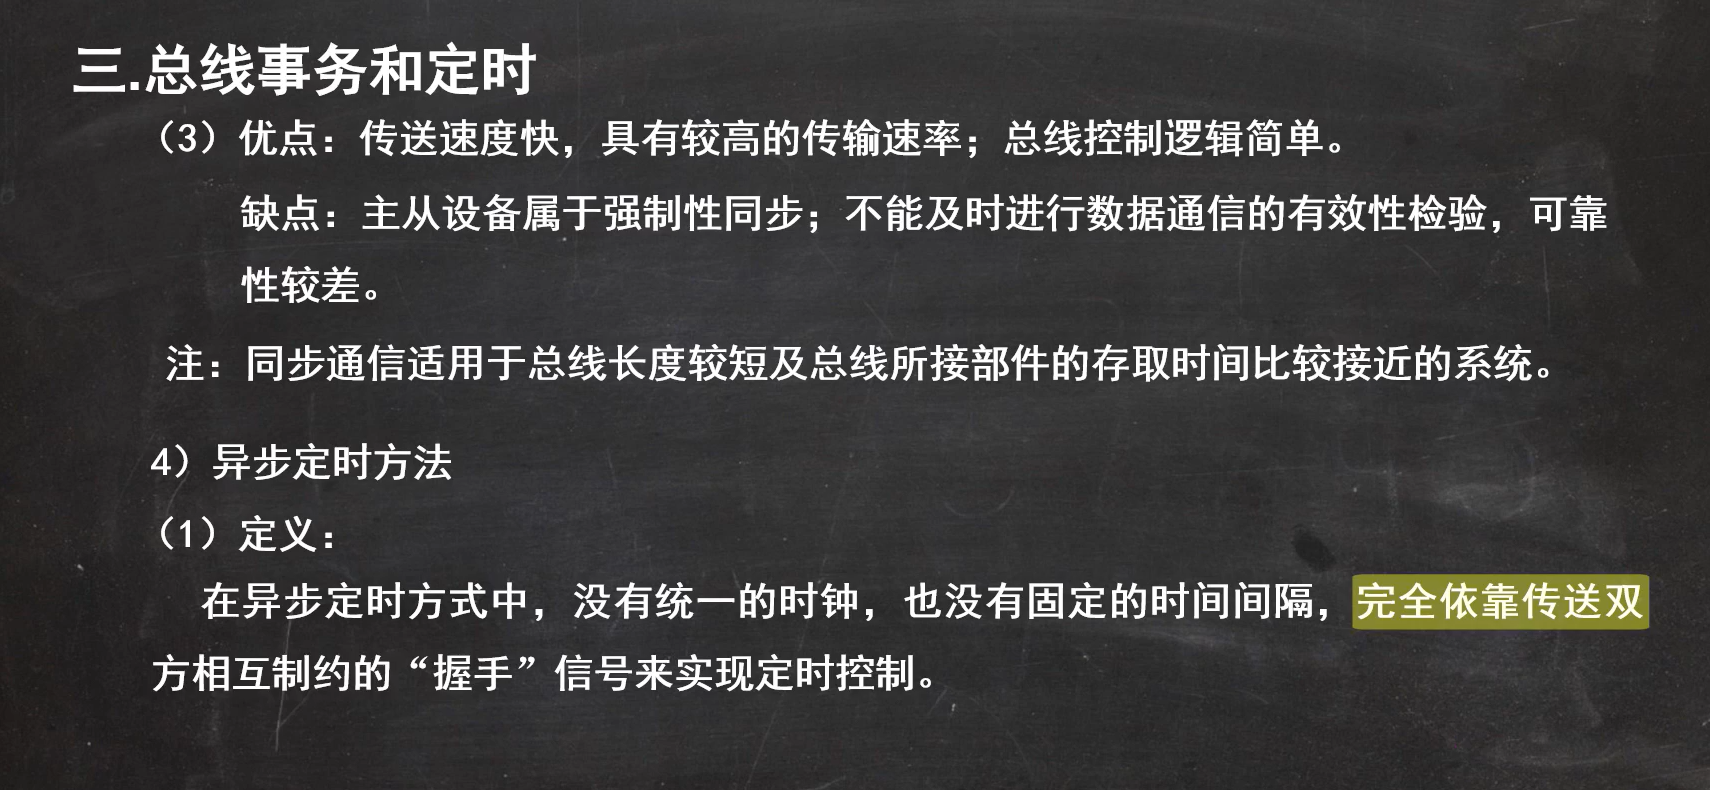 三.总线事务和定时
（3）优点：传送速度快，具有较高的传输速率；总线控制逻辑简单。
缺点：主从设备属于强制性同步；不能及时进行数据通信的有效性检验，可靠
性较差。
注：同步通信适用于总线长度较短及总线所接部件的存取时间比较接近的系统。
4）异步定时方法
（1）定义：
在异步定时方式中，没有统一的时钟，也没有固定的时间间隔，完全依靠传送双
方相互制约的“握手”信号来实现定时控制。